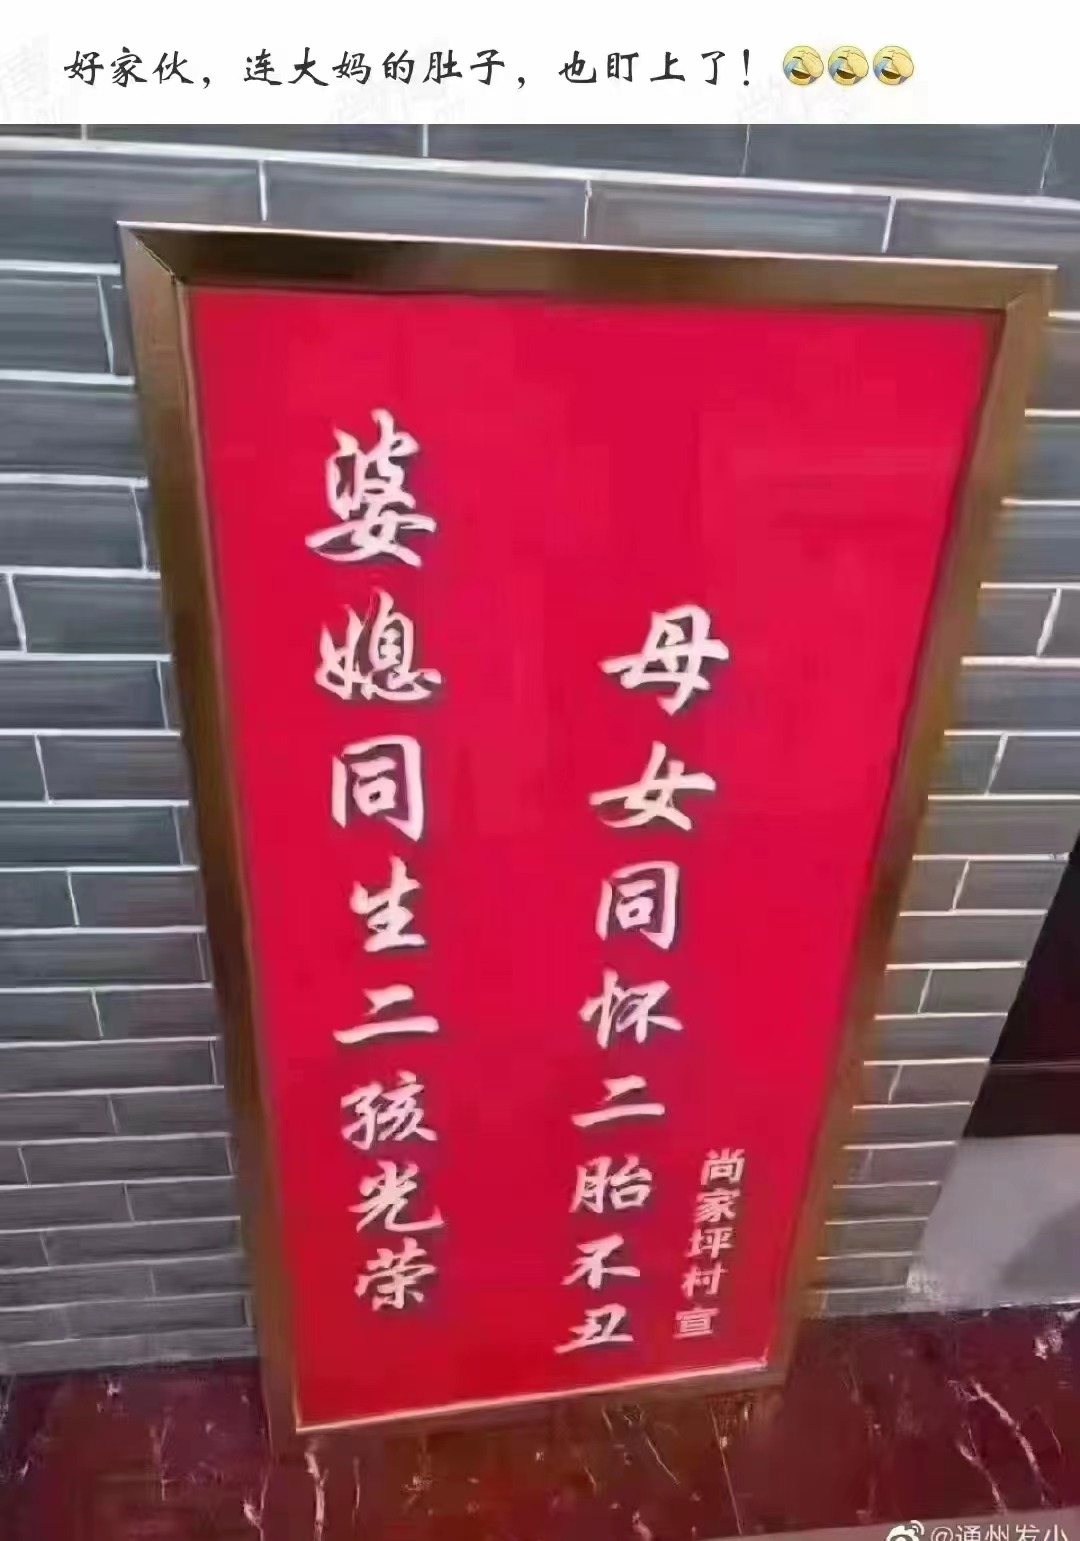 好家伙，连大妈的肚子，也盯上了！
婆媳同生二孩光荣
母女同怀二胎不丑
尚家坪村宣
@通州发小